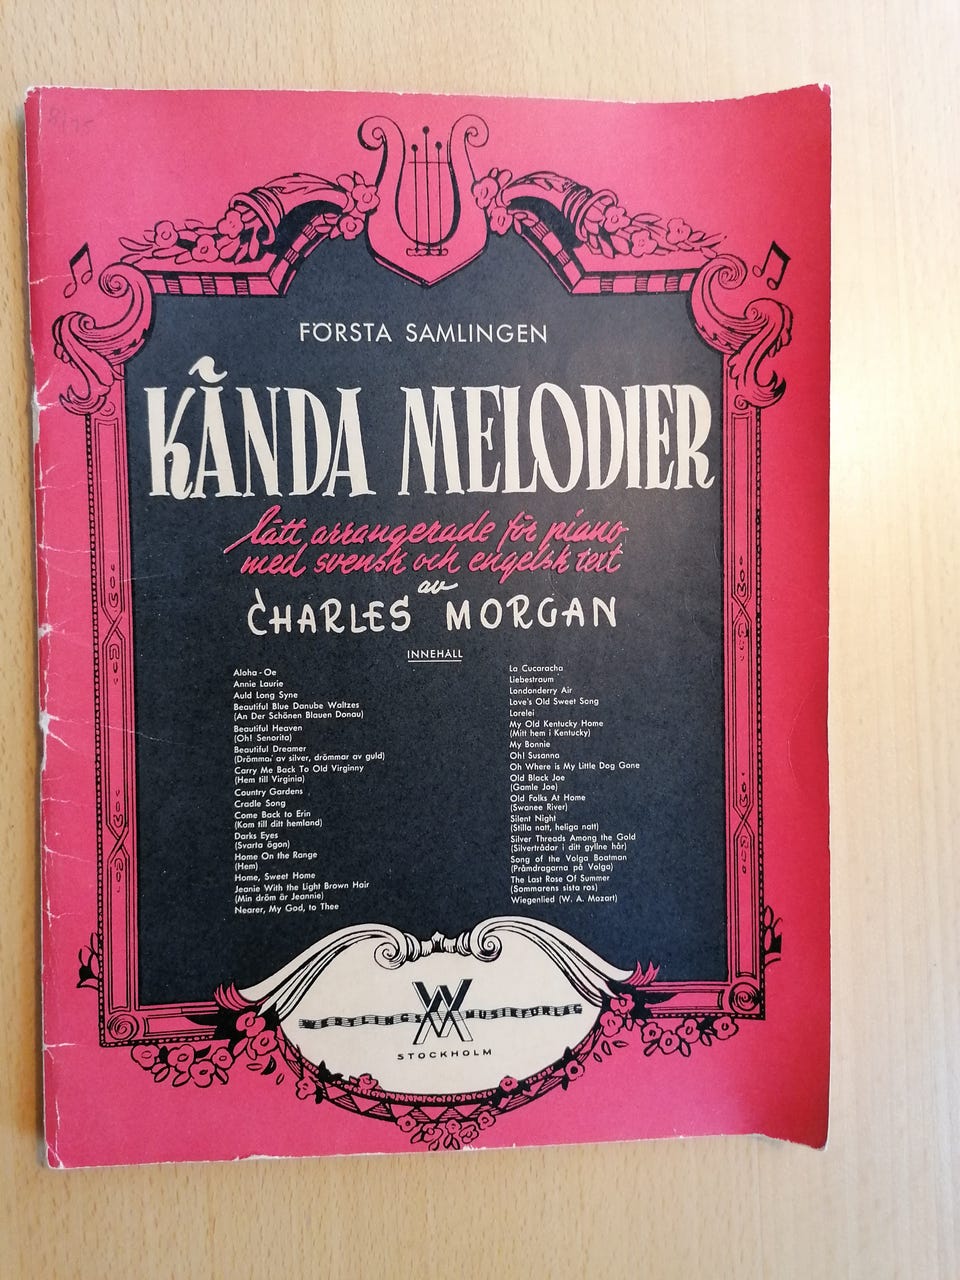 8/75
FÖRSTA SAMLINGEN
KÄNDA MELODIER
lätt arrangerade för piano
med svensk och engelsk text
av
CHARLES MORGAN
INNEHÅLL
Aloha-Oe
Annie Laurie
Auld Long Syne
Beautiful Blue Danube Waltzes
(An Der Schönen Blauen Donau)
Beautiful Heaven
(Oh! Senorita)
Beautiful Dreamer
(Drömmar av silver, drömmar av guld)
Carry Me Back To Old Virginny
(Hem till Virginia)
Country Gardens
Cradle Song
Come Back to Erin
(Kom till ditt hemland)
Darks Eyes
(Svarta ögon)
Home On the Range
(Hem)
Home, Sweet Home
Jeanie With the Light Brown Hair
(Min dröm är Jeannie)
Nearer, My God, to Thee
La Cucaracha
Liebestraum
Londonderry Air
Love's Old Sweet Song
Lorelei
My Old Kentucky Home
(Mitt hem i Kentucky)
My Bonnie
Oh! Susanna
Oh Where is My Little Dog Gone
Old Black Joe
(Gamle Joe)
Old Folks At Home
(Swanee River)
Silent Night
(Stilla natt, heliga natt)
Silver Threads Among the Gold
(Silvertrådar i ditt gyllne hår)
Song of the Volga Boatman
(Pråmdragarna på Volga)
The Last Rose Of Summer
(Sommarens sista ros)
Wiegenlied (W. A. Mozart)
MUSIKFÖRLAG
STOCKHOLM